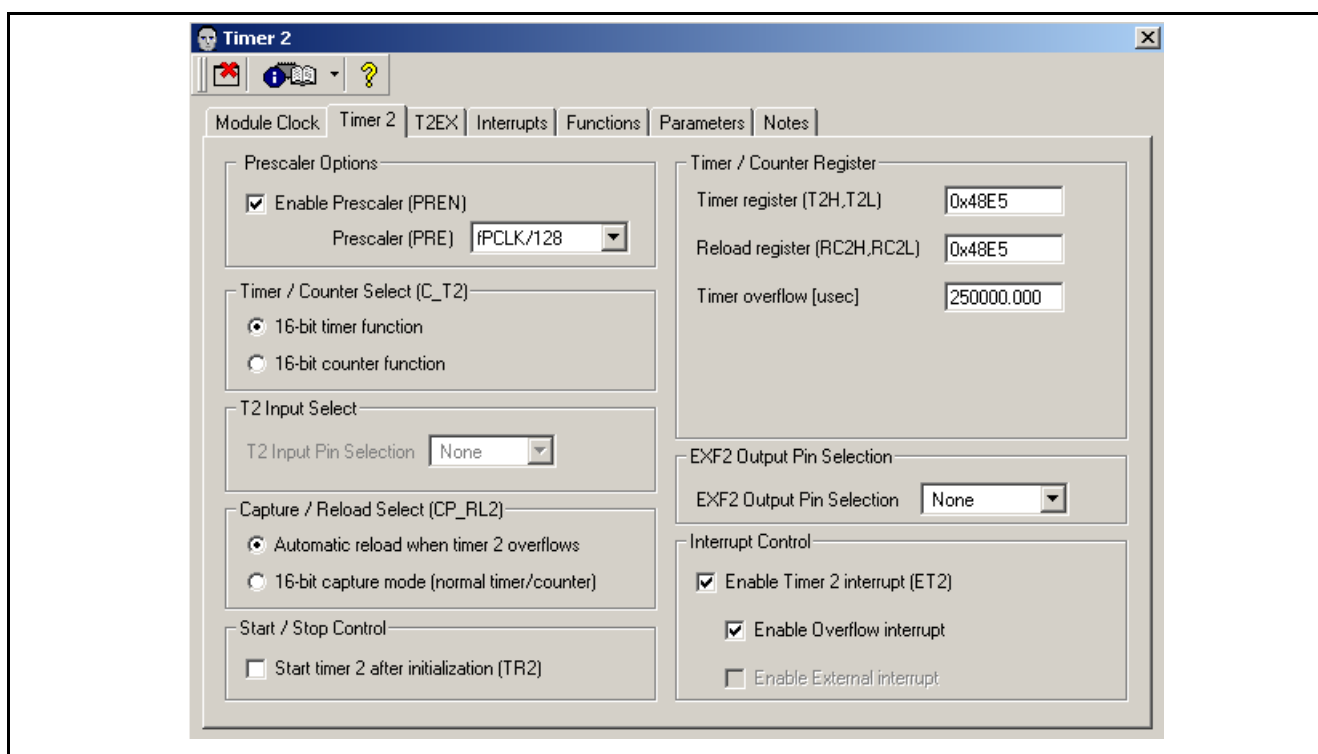 Timer 2
Module Clock Timer 2 T2EX Interrupts Functions Parameters Notes
Prescaler Options
Enable Prescaler (PREN)
Prescaler (PRE) fPCLK/128
Timer / Counter Select (C_T2)
16-bit timer function
16-bit counter function
T2 Input Select
T2 Input Pin Selection None
Capture / Reload Select (CP_RL2)
Automatic reload when timer 2 overflows
16-bit capture mode (normal timer/counter)
Start / Stop Control
Start timer 2 after initialization (TR2)
Timer / Counter Register
Timer register (T2H,T2L) 0x48E5
Reload register (RC2H,RC2L) 0x48E5
Timer overflow [usec] 250000.000
EXF2 Output Pin Selection
EXF2 Output Pin Selection None
Interrupt Control
Enable Timer 2 interrupt (ET2)
Enable Overflow interrupt
Enable External interrupt